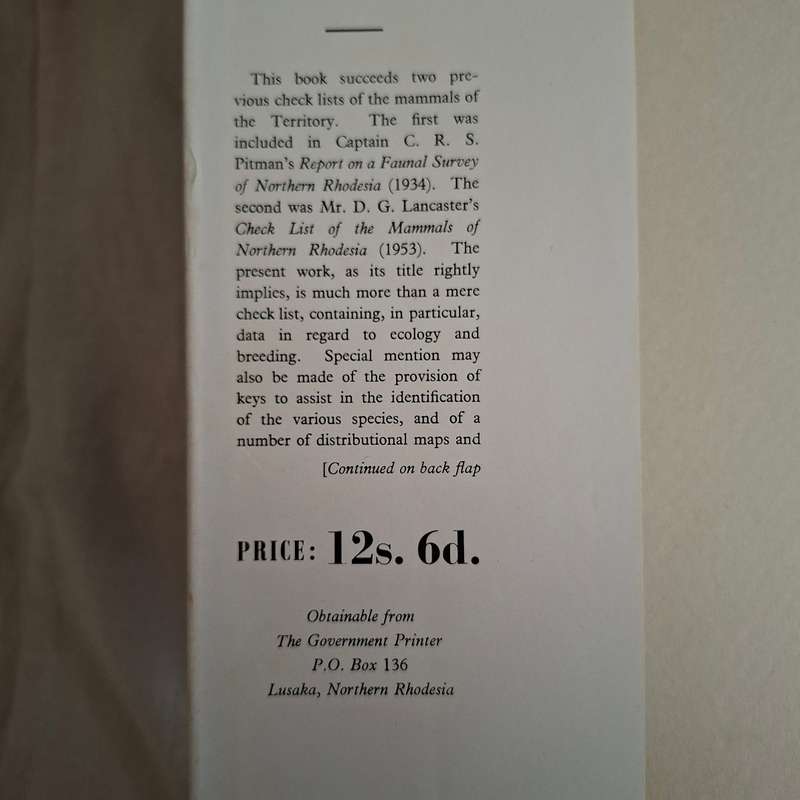 This book succeeds two pre-
vious check lists of the mammals of
the Territory. The first was
included in Captain C. R. S.
Pitman's Report on a Faunal Survey
of Northern Rhodesia (1934). The
second was Mr. D. G. Lancaster's
Check List of the Mammals of
Northern Rhodesia (1953). The
present work, as its title rightly
implies, is much more than a mere
check list, containing, in particular,
data in regard to ecology and
breeding. Special mention may
also be made of the provision of
keys to assist in the identification
of the various species, and of a
number of distributional maps and
[Continued on back flap
PRICE: 12s. 6d.
Obtainable from
The Government Printer
P.O. Box 136
Lusaka, Northern Rhodesia